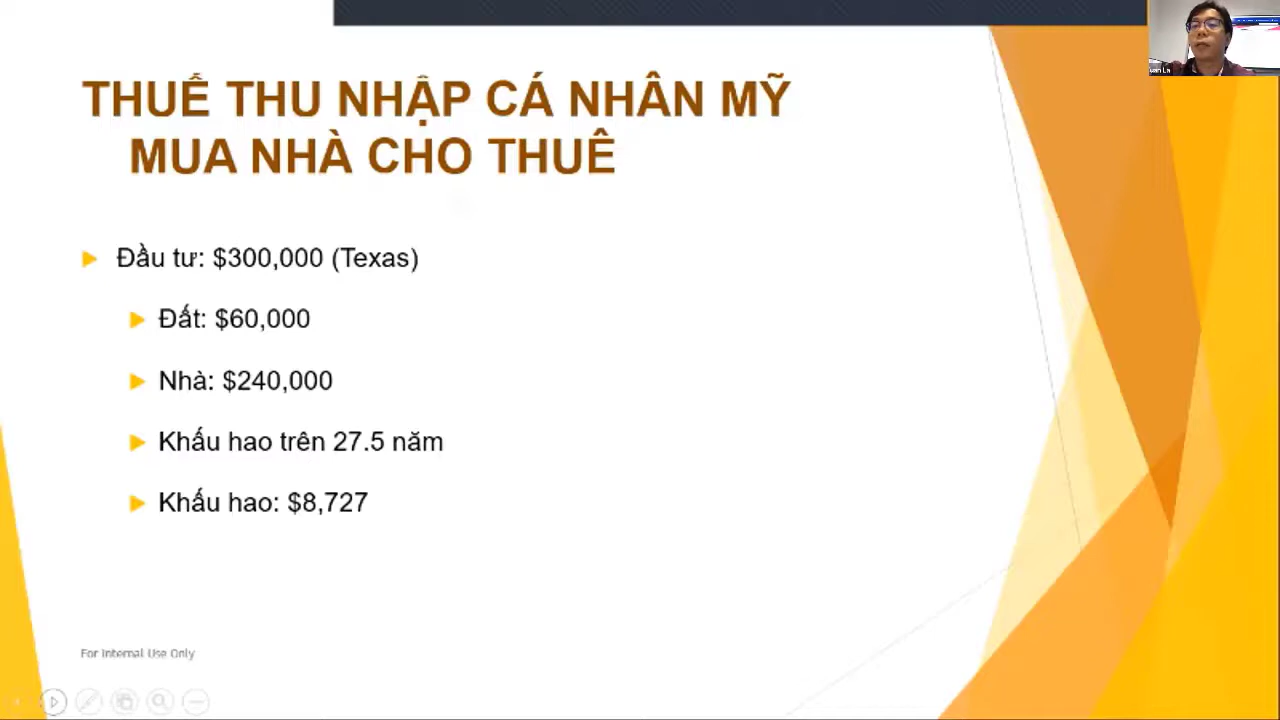 THUẾ THU NHẬP CÁ NHÂN MỸ
MUA NHÀ CHO THUÊ
Đầu tư: $300,000 (Texas)
Đất: $60,000
Nhà: $240,000
Khấu hao trên 27.5 năm
Khấu hao: $8,727
For Internal Use Only